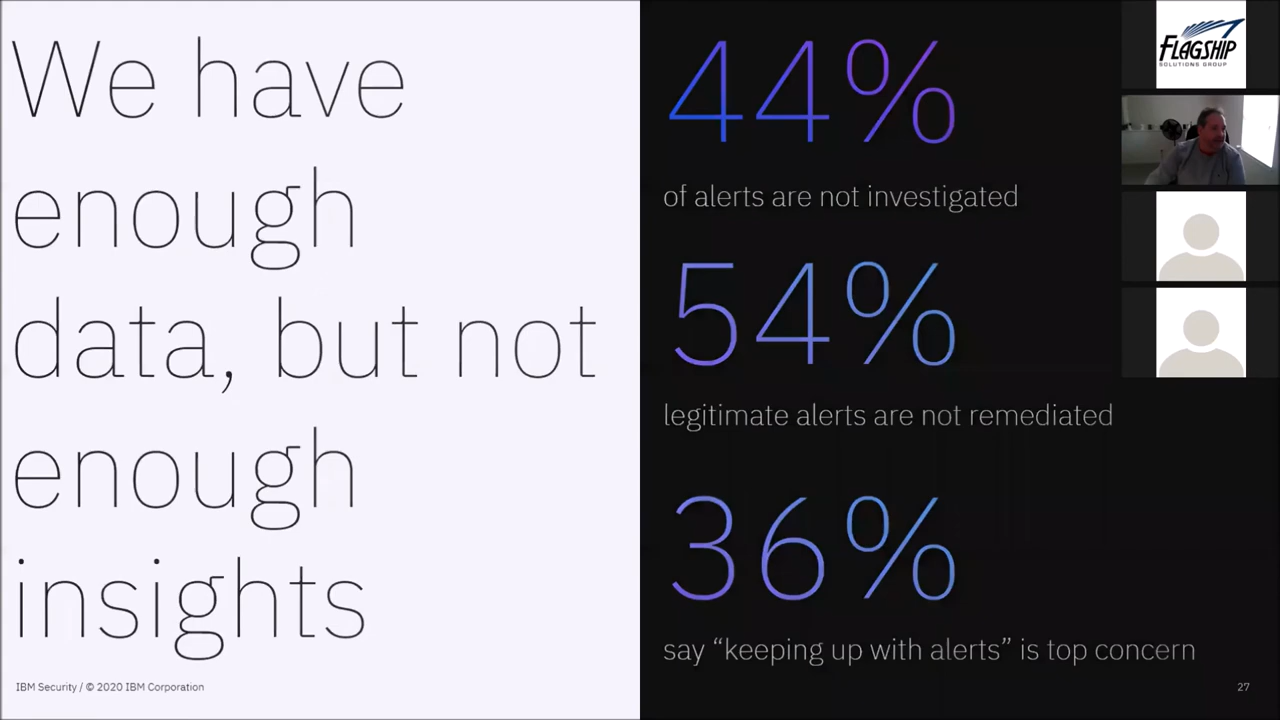 We have
enough
data, but not
enough
insights
IBM Security / © 2020 IBM Corporation
44%
of alerts are not investigated
54%
legitimate alerts are not remediated
36%
say “keeping up with alerts” is top concern
27
FLAGSHIP
SOLUTIONS GROUP